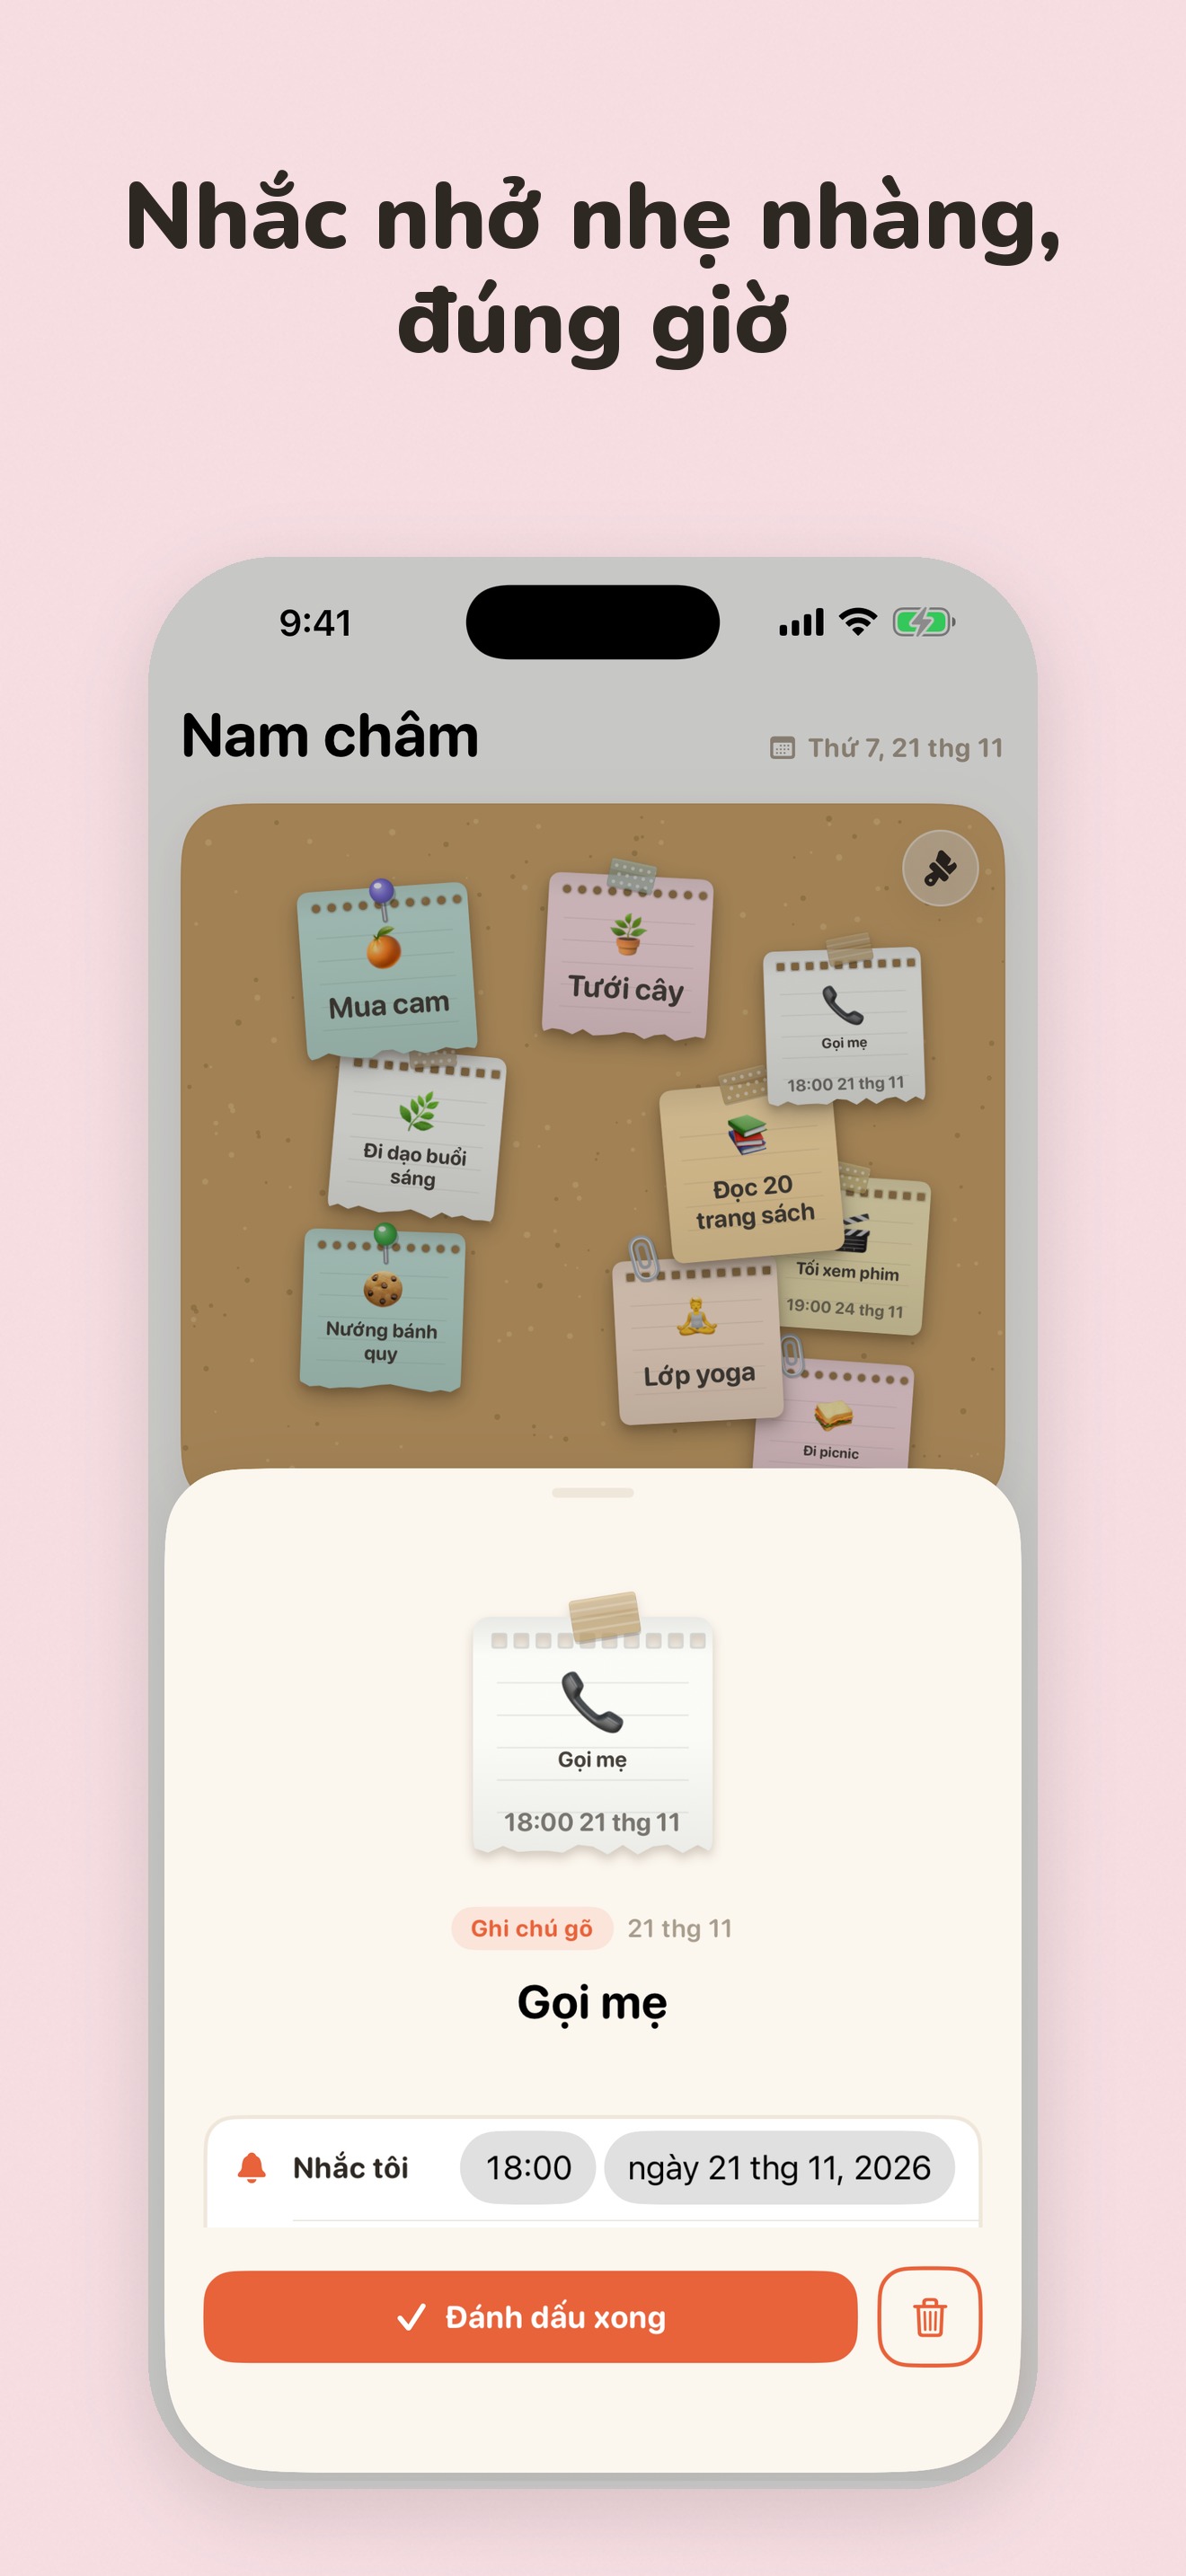 Nhắc nhở nhẹ nhàng,
đúng giờ
9:41
Nam châm
Thứ 7, 21 thg 11
Mua cam
Tưới cây
Gọi mẹ
18:00 21 thg 11
Đi dạo buổi
sáng
Đọc 20
trang sách
Tối xem phim
19:00 24 thg 11
Nướng bánh
quy
Lớp yoga
Đi picnic
Gọi mẹ
18:00 21 thg 11
Ghi chú gõ
21 thg 11
Gọi mẹ
Nhắc tôi
18:00
ngày 21 thg 11, 2026
Đánh dấu xong